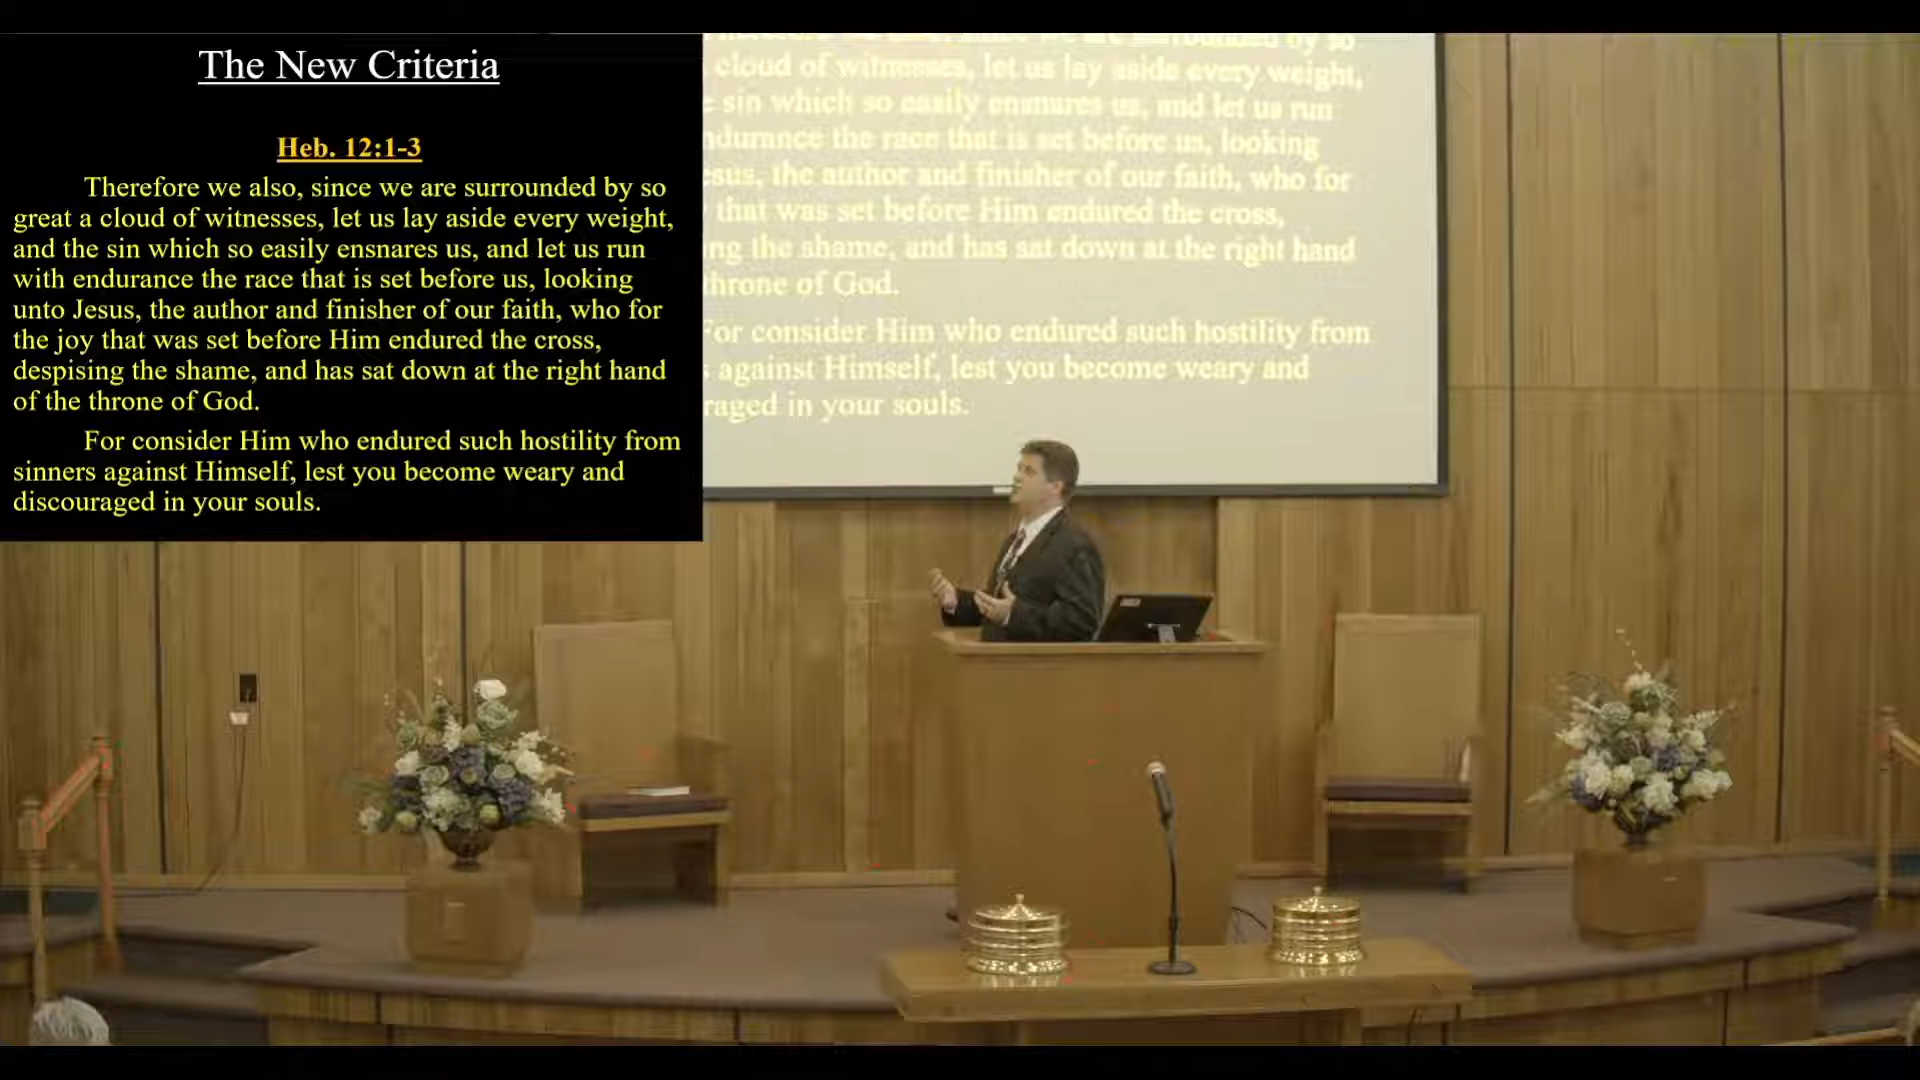 The New Criteria
Heb. 12:1-3
Therefore we also, since we are surrounded by so
great a cloud of witnesses, let us lay aside every weight,
and the sin which so easily ensnares us, and let us run
with endurance the race that is set before us, looking
unto Jesus, the author and finisher of our faith, who for
the joy that was set before Him endured the cross,
despising the shame, and has sat down at the right hand
of the throne of God.
For consider Him who endured such hostility from
sinners against Himself, lest you become weary and
discouraged in your souls.
we are surrounded by so
cloud of witnesses, let us lay aside every weight,
sin which so easily ensnares us, and let us run
the race that is set before us, looking
the author and finisher of our faith, who for
that was set before Him endured the cross,
the shame, and has sat down at the right hand
throne of God.
For consider Him who endured such hostility from
against Himself, lest you become weary and
raged in your souls.